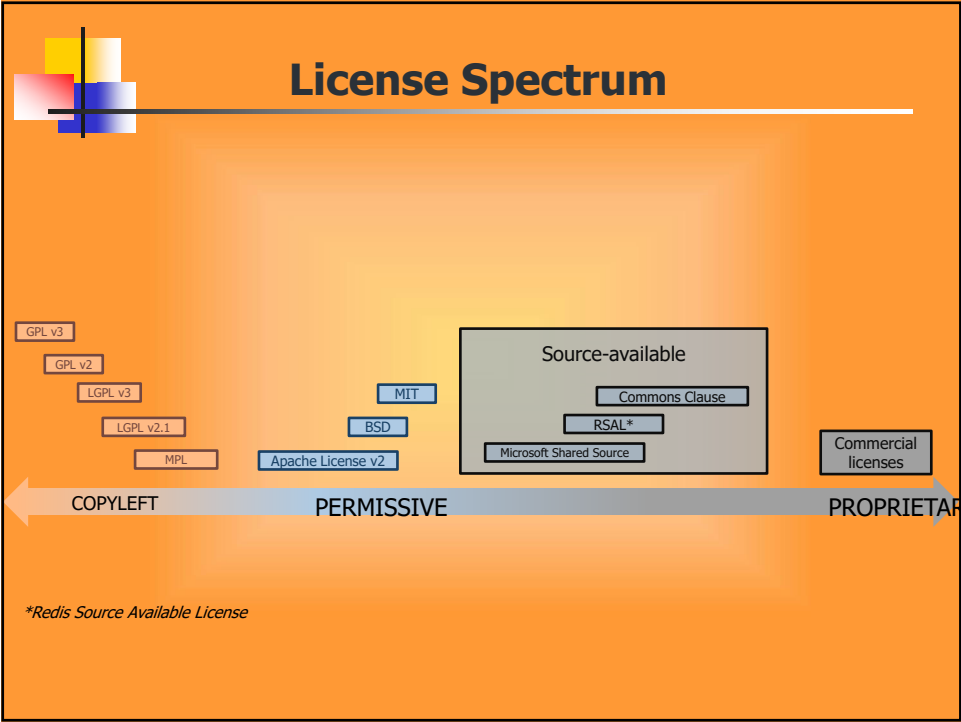 License Spectrum
GPL v3
GPL v2
LGPL v3
LGPL v2.1
MPL
MIT
BSD
Apache License v2
Source-available
Commons Clause
RSAL*
Microsoft Shared Source
Commercial
licenses
COPYLEFT
PERMISSIVE
PROPRIETAR
*Redis Source Available License